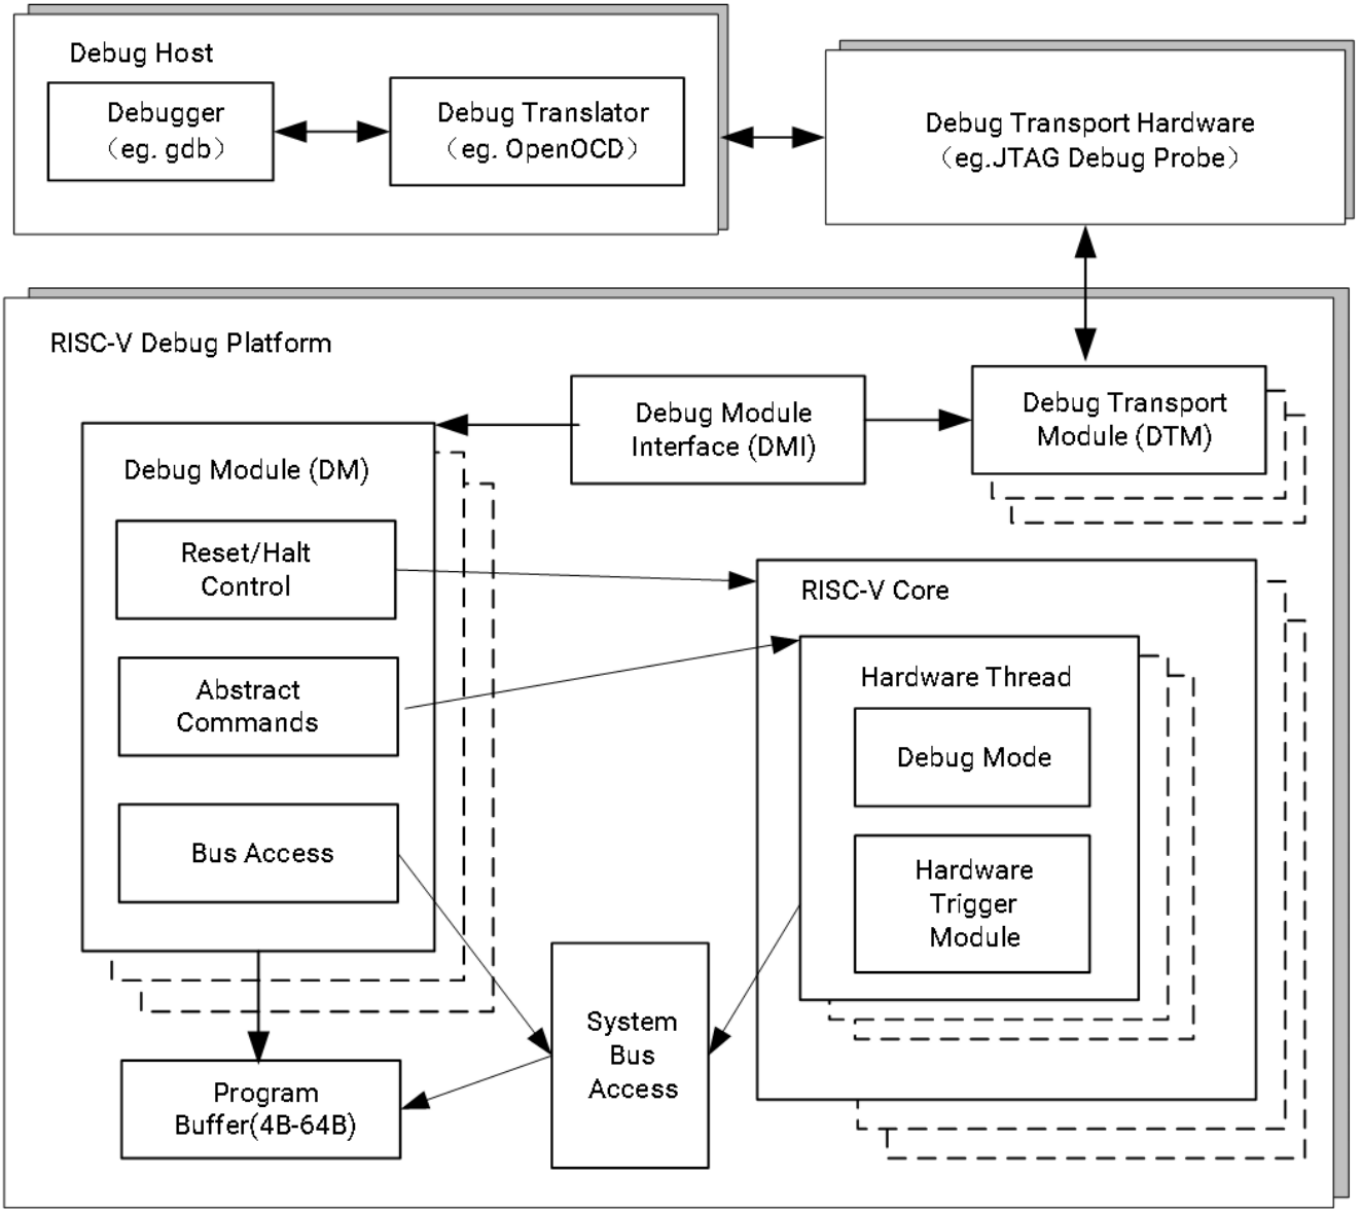 Debug Host
Debugger
（eg. gdb）
Debug Translator
（eg. OpenOCD）
Debug Transport Hardware
（eg.JTAG Debug Probe）
RISC-V Debug Platform
Debug Module
Interface (DMI)
Debug Transport
Module (DTM)
Debug Module (DM)
Reset/Halt
Control
Abstract
Commands
Bus Access
RISC-V Core
Hardware Thread
Debug Mode
Hardware
Trigger
Module
System
Bus
Access
Program
Buffer(4B-64B)